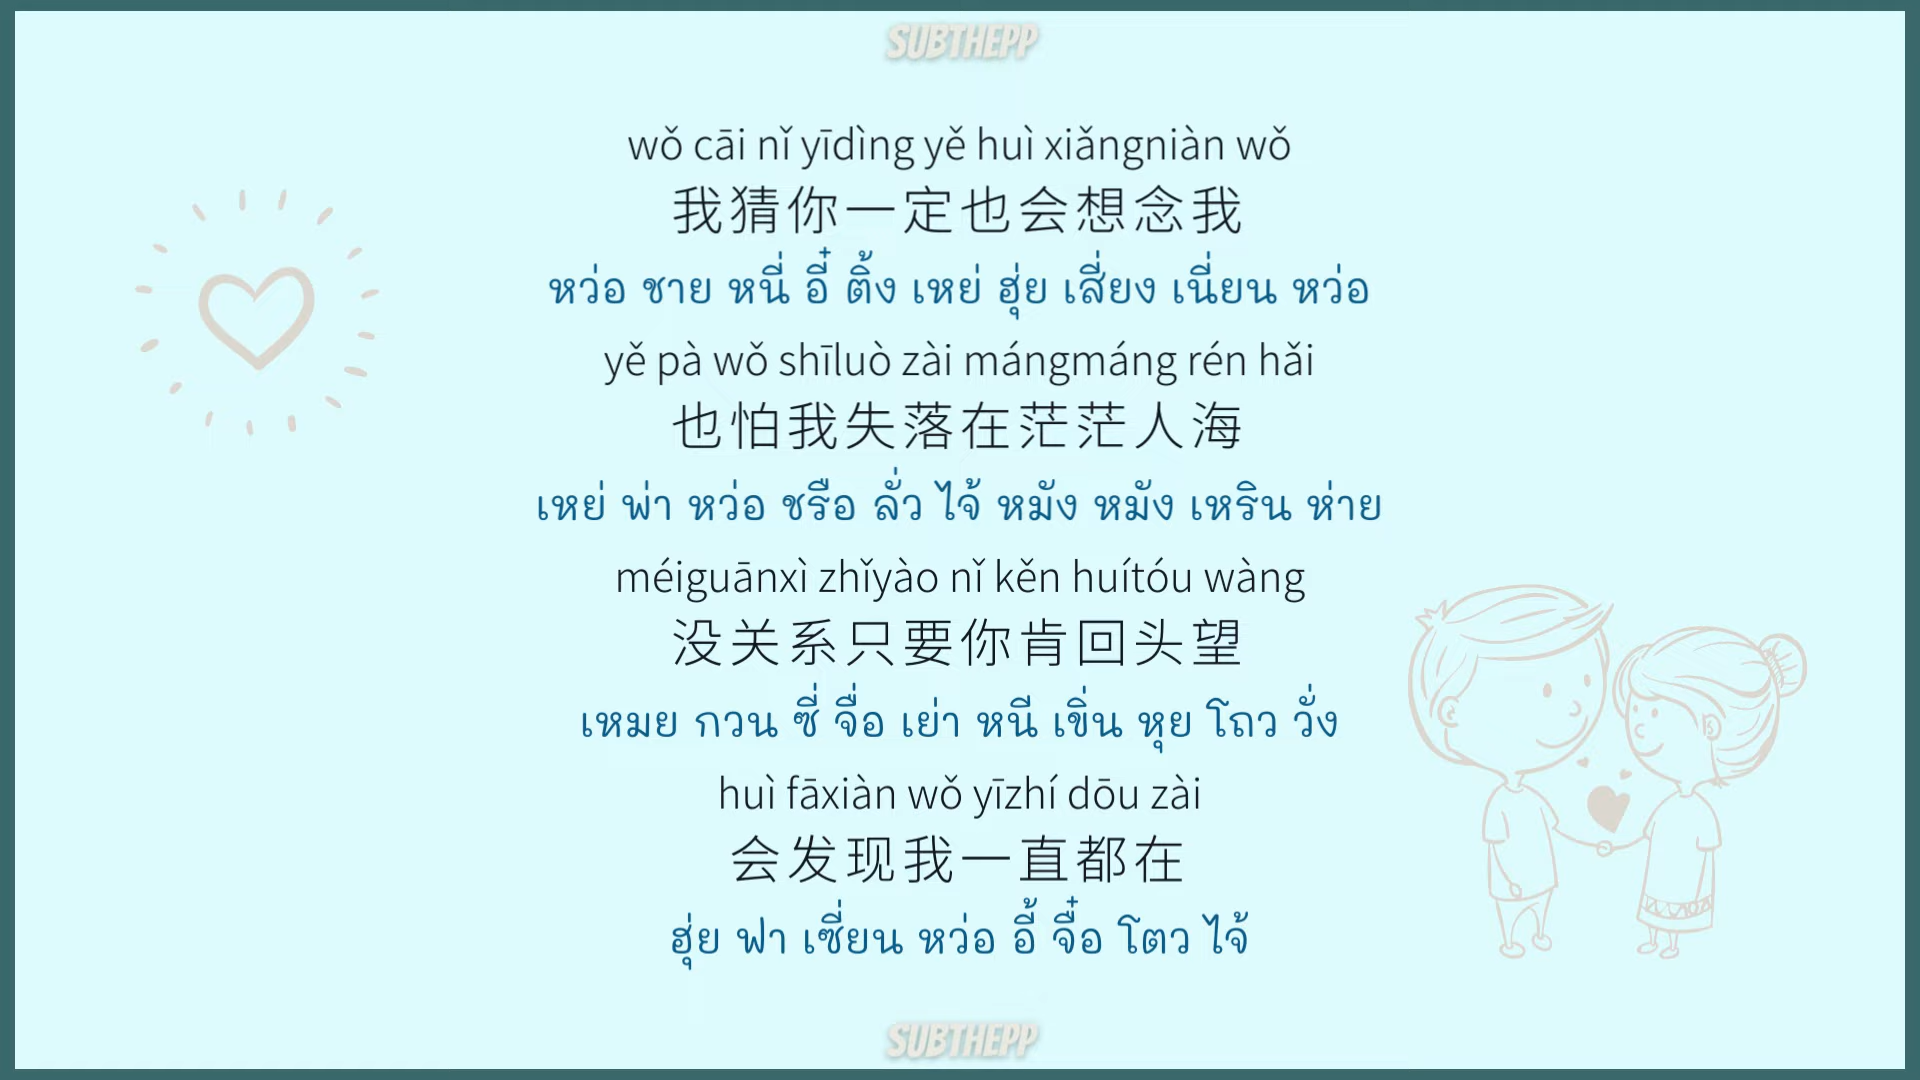 SUBTHEPP
wǒ cāi nǐ yīdìng yě huì xiǎngniàn wǒ
我猜你一定也会想念我
หว่อ ชาย หนี่ อี๋ ติ้ง เหย่ ฮุ่ย เสี่ยง เนี่ยน หว่อ
yě pà wǒ shīluò zài mángmáng rén hǎi
也怕我失落在茫茫人海
เหย่ พ่า หว่อ ชรือ ลั่ว ไจ้ หมัง หมัง เหริน ห่าย
méiguānxì zhǐyào nǐ kěn huítóu wàng
没关系只要你肯回头望
เหมย กวน ซี่ จื่อ เย่า หนี เขิ่น หุย โถว วั่ง
huì fāxiàn wǒ yīzhí dōu zài
会发现我一直都在
ฮุ่ย ฟา เซี่ยน หว่อ อี้ จื๋อ โตว ไจ้
SUBTHEPP